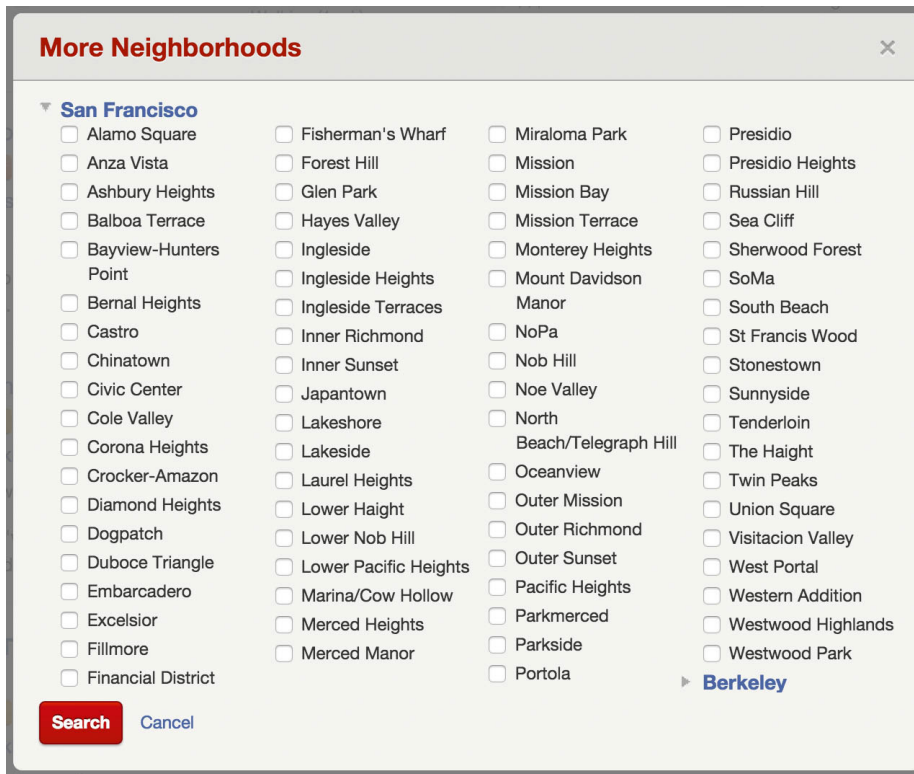 More Neighborhoods
×
San Francisco
Alamo Square
Anza Vista
Ashbury Heights
Balboa Terrace
Bayview-Hunters
Point
Bernal Heights
Castro
Chinatown
Civic Center
Cole Valley
Corona Heights
Crocker-Amazon
Diamond Heights
Dogpatch
Duboce Triangle
Embarcadero
Excelsior
Fillmore
Financial District
Fisherman's Wharf
Forest Hill
Glen Park
Hayes Valley
Ingleside
Ingleside Heights
Ingleside Terraces
Inner Richmond
Inner Sunset
Japantown
Lakeshore
Lakeside
Laurel Heights
Lower Haight
Lower Nob Hill
Lower Pacific Heights
Marina/Cow Hollow
Merced Heights
Merced Manor
Miraloma Park
Mission
Mission Bay
Mission Terrace
Monterey Heights
Mount Davidson
Manor
NoPa
Nob Hill
Noe Valley
North
Beach/Telegraph Hill
Oceanview
Outer Mission
Outer Richmond
Outer Sunset
Pacific Heights
Parkmerced
Parkside
Portola
Presidio
Presidio Heights
Russian Hill
Sea Cliff
Sherwood Forest
SoMa
South Beach
St Francis Wood
Stonestown
Sunnyside
Tenderloin
The Haight
Twin Peaks
Union Square
Visitacion Valley
West Portal
Western Addition
Westwood Highlands
Westwood Park
Berkeley
Search
Cancel